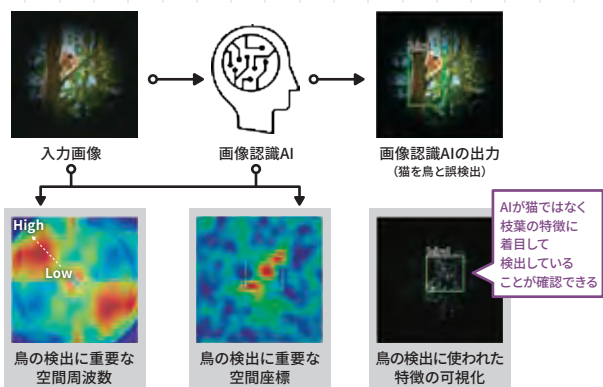 入力画像
画像認識AI
画像認識AIの出力
（猫を鳥と誤検出）
AIが猫ではなく
枝葉の特徴に
着目して
検出している
ことが確認できる
High
Low
鳥の検出に重要な
空間周波数
鳥の検出に重要な
空間座標
鳥の検出に使われた
特徴の可視化